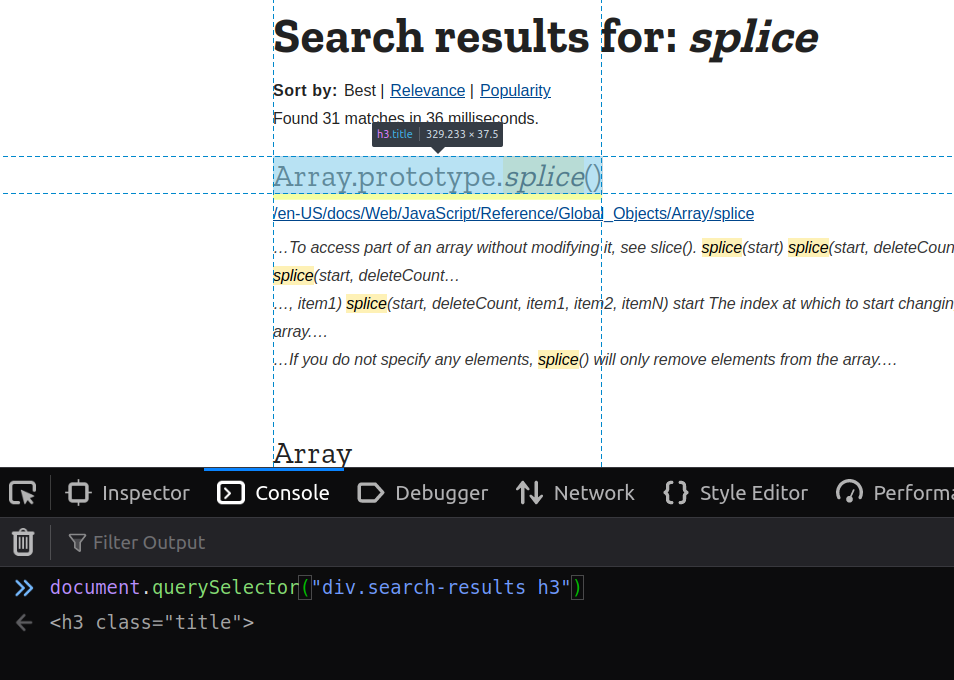 Search results for: splice
Sort by: Best | Relevance | Popularity
Found 31 matches in 36 milliseconds.
h3.title | 329.233 × 37.5
Array.prototype.splice()
/en-US/docs/Web/JavaScript/Reference/Global_Objects/Array/splice
…To access part of an array without modifying it, see slice(). splice(start) splice(start, deleteCoun
splice(start, deleteCount…
…, item1) splice(start, deleteCount, item1, item2, itemN) start The index at which to start changin
array.…
…If you do not specify any elements, splice() will only remove elements from the array.…
Array
Inspector Console Debugger Network Style Editor Performa
Filter Output
document.querySelector("div.search-results h3")
<h3 class="title">